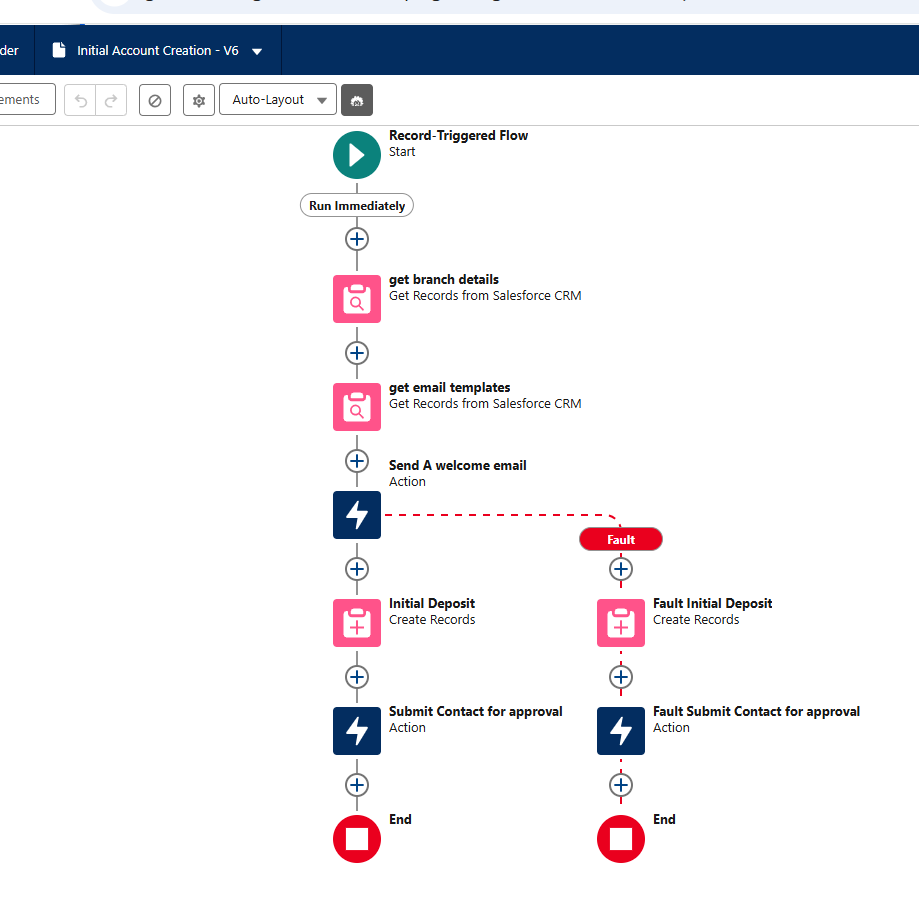 der
Initial Account Creation - V6
ements
Auto-Layout
Record-Triggered Flow
Start
Run Immediately
get branch details
Get Records from Salesforce CRM
get email templates
Get Records from Salesforce CRM
Send A welcome email
Action
Fault
Initial Deposit
Create Records
Fault Initial Deposit
Create Records
Submit Contact for approval
Action
Fault Submit Contact for approval
Action
End
End